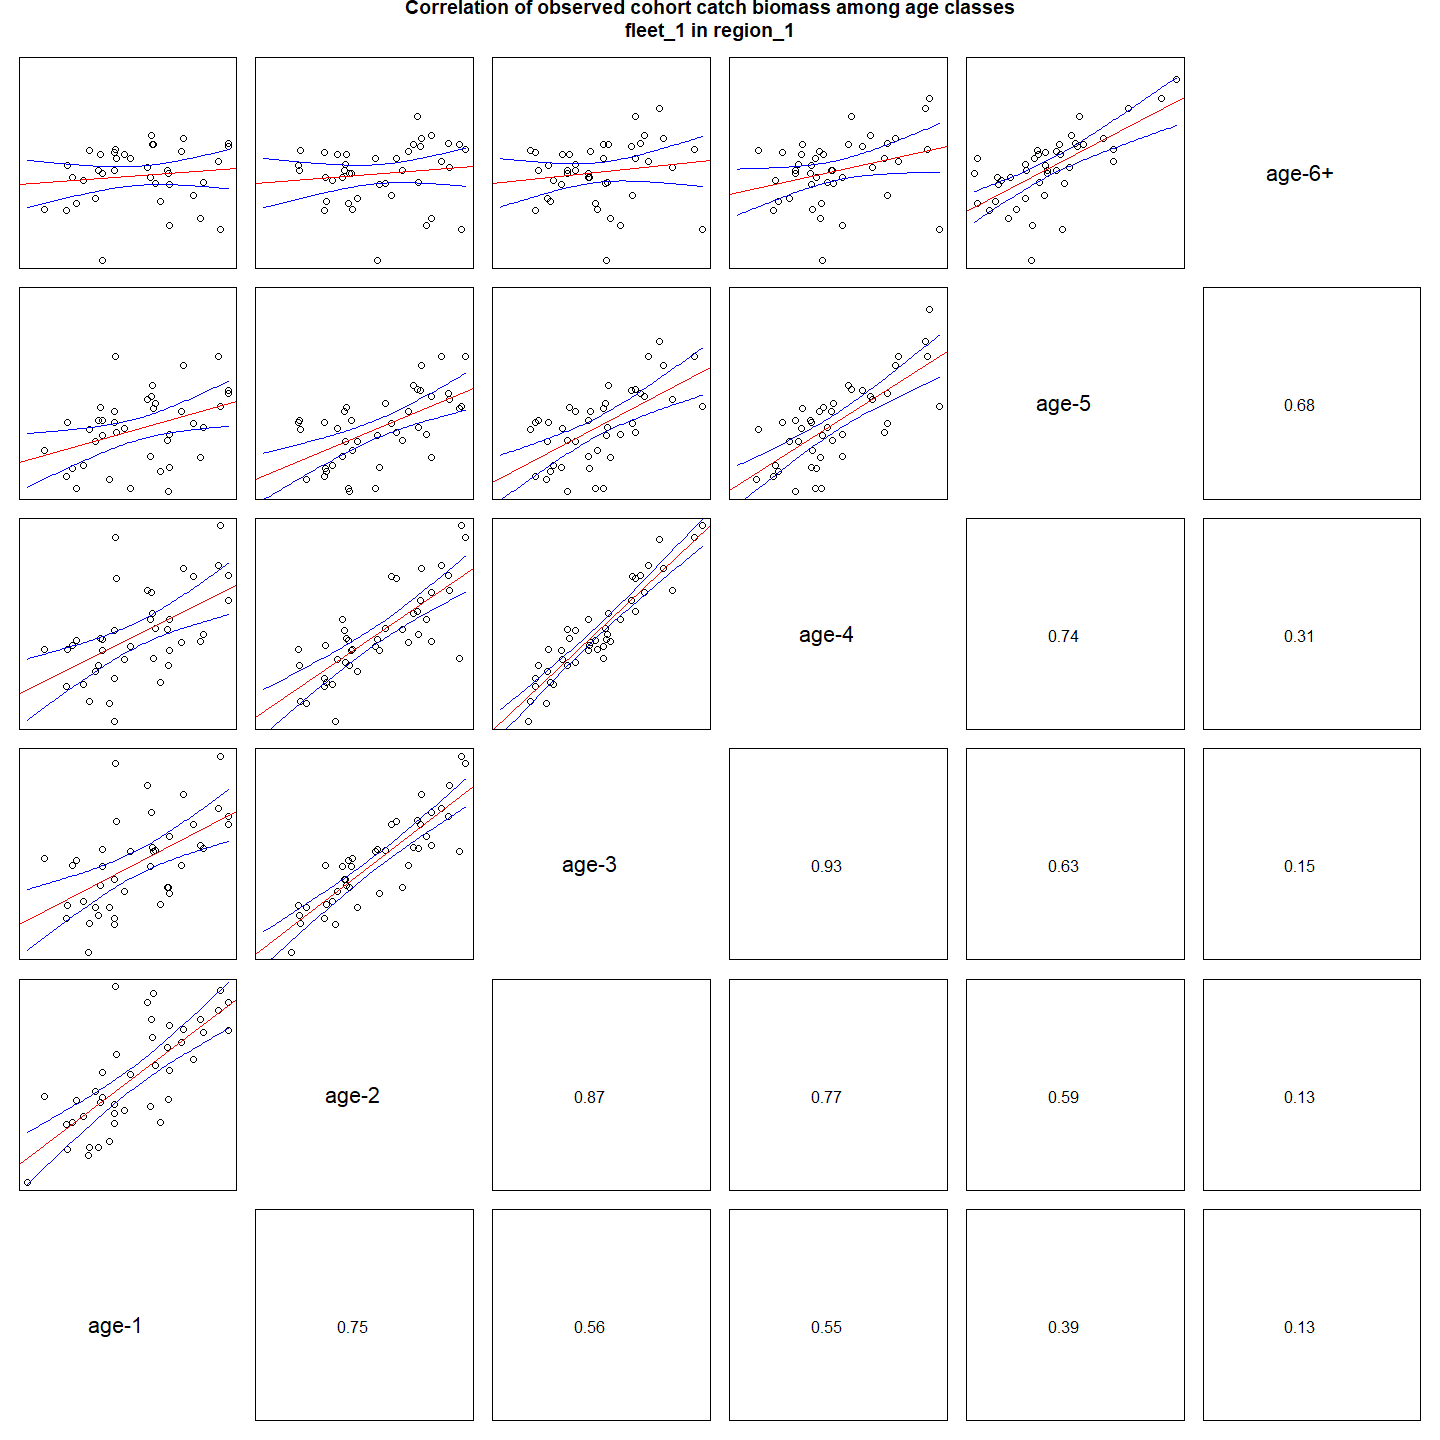 Correlation of observed cohort catch biomass among age classes
fleet_1 in region_1
age-6+
age-5
0.68
age-4
0.74
0.31
age-3
0.93
0.63
0.15
age-2
0.87
0.77
0.59
0.13
age-1
0.75
0.56
0.55
0.39
0.13